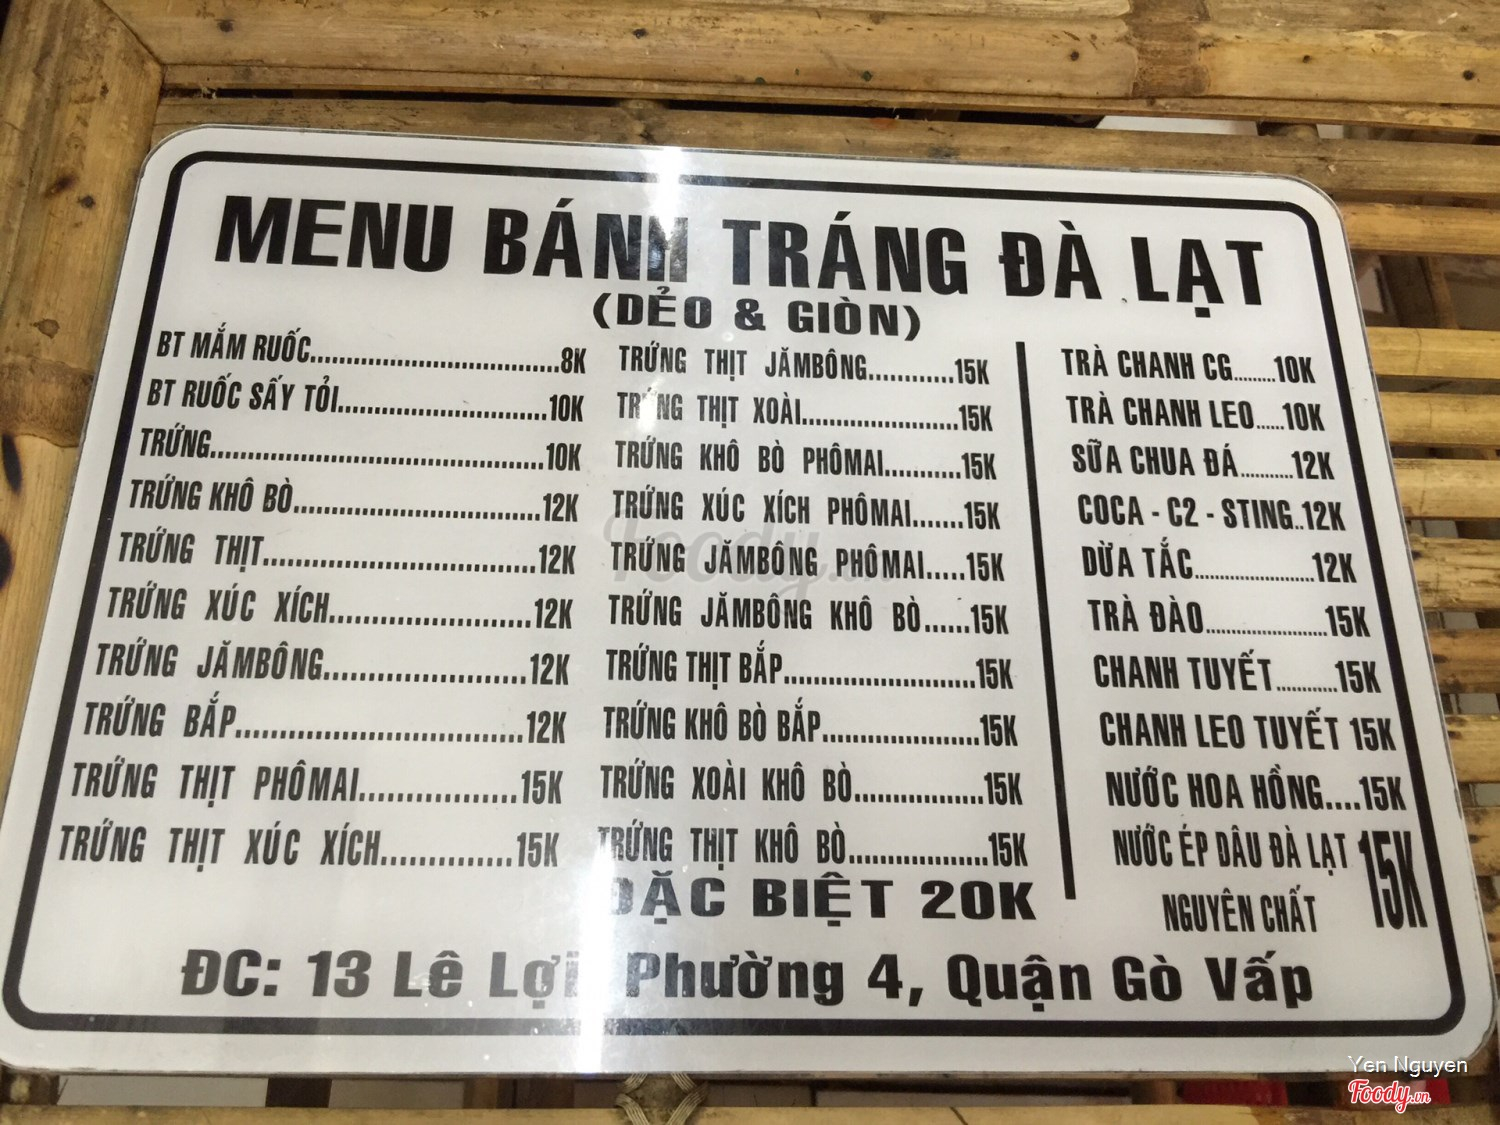 MENU BÁNH TRÁNG ĐÀ LẠT
(DẺO & GIÒN)
BT MẮM RUỐC..................................8K
BT RUỐC SẤY TỎI............................10K
TRỨNG..............................................10K
TRỨNG KHÔ BÒ.................................12K
TRỨNG THỊT....................................12K
TRỨNG XÚC XÍCH..........................12K
TRỨNG JĂMBÔNG.........................12K
TRỨNG BẮP....................................12K
TRỨNG THỊT PHÔMAI.................15K
TRỨNG THỊT XÚC XÍCH..............15K
TRỨNG THỊT JĂMBÔNG............15K
TRỨNG THỊT XOÀI......................15K
TRỨNG KHÔ BÒ PHÔMAI...........15K
TRỨNG XÚC XÍCH PHÔMAI.......15K
TRỨNG JĂMBÔNG PHÔMAI.....15K
TRỨNG JĂMBÔNG KHÔ BÒ......15K
TRỨNG THỊT BẮP.........................15K
TRỨNG KHÔ BÒ BẮP....................15K
TRỨNG XOÀI KHÔ BÒ.................15K
TRỨNG THỊT KHÔ BÒ..................15K
ĐẶC BIỆT 20K
TRÀ CHANH CG.........10K
TRÀ CHANH LEO......10K
SỮA CHUA ĐÁ..........12K
COCA - C2 - STING..12K
DỪA TẮC.......................12K
TRÀ ĐÀO.......................15K
CHANH TUYẾT............15K
CHANH LEO TUYẾT 15K
NƯỚC HOA HỒNG....15K
NƯỚC ÉP DÂU ĐÀ LẠT 15K
NGUYÊN CHẤT
ĐC: 13 Lê Lợi Phường 4, Quận Gò Vấp
Foody.vn
Yen Nguyen
Foody.vn